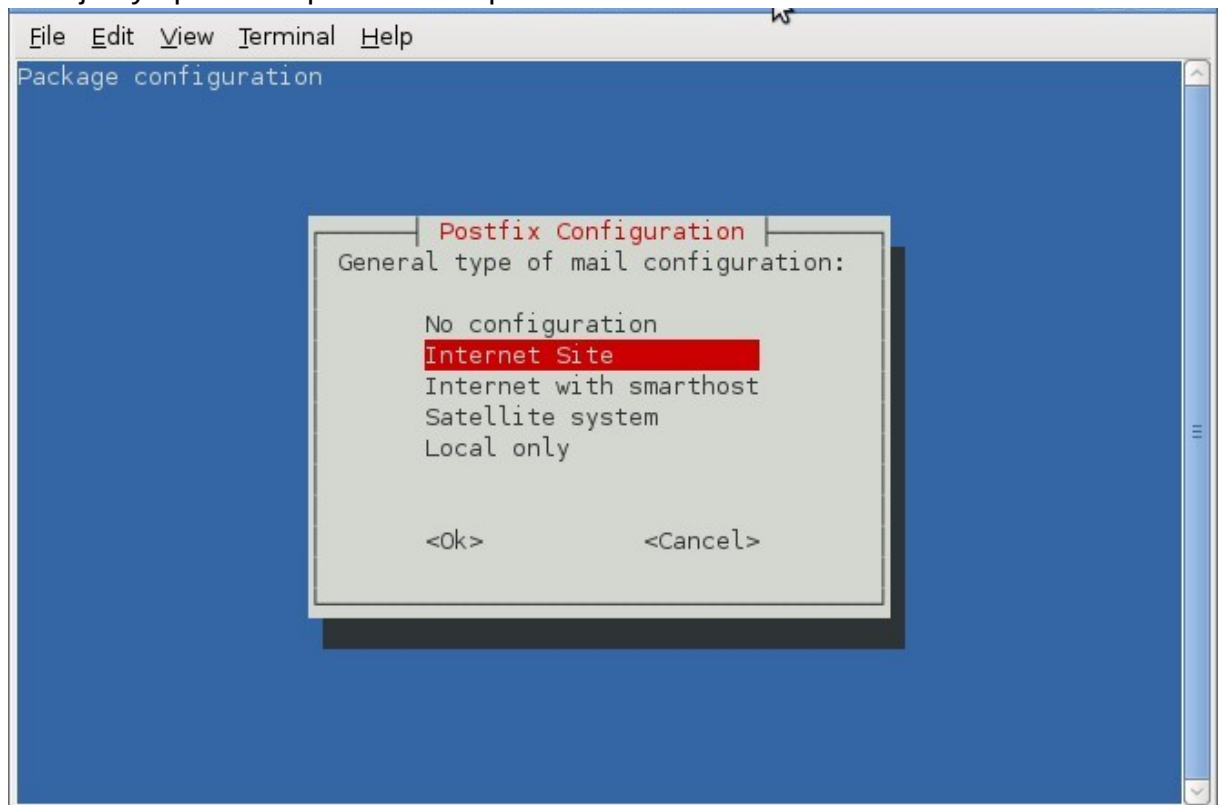 File Edit View Terminal Help
Package configuration
Postfix Configuration
General type of mail configuration:
No configuration
Internet Site
Internet with smarthost
Satellite system
Local only
<Ok> <Cancel>